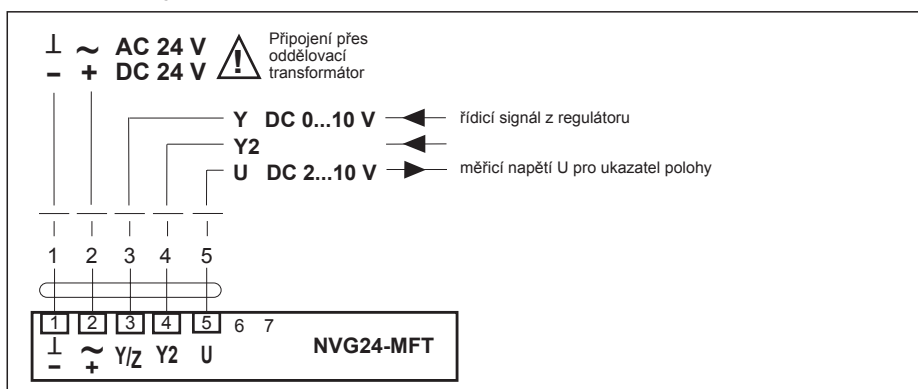 ⊥ ~ AC 24 V
– + DC 24 V
Připojení přes
oddělovací
transformátor
Y DC 0...10 V řídicí signál z regulátoru
Y2
U DC 2...10 V měřicí napětí U pro ukazatel polohy
1 2 3 4 5
1 2 3 4 5 6 7
⊥ ~ Y/Z Y2 U
– +
NVG24-MFT